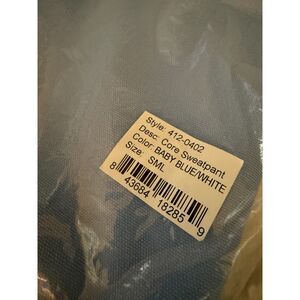 Style: 412-0402
Desc: Core Sweatpant
Color: BABY BLUE/WHITE
Size: SML
8 43684 18285 9